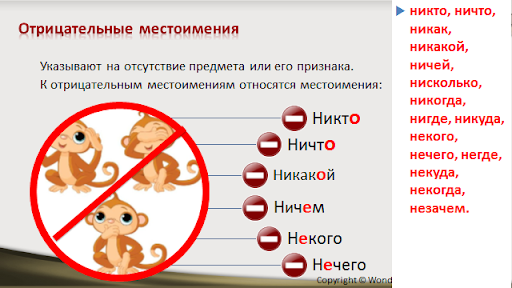 Отрицательные местоимения
Указывают на отсутствие предмета или его признака.
К отрицательным местоимениям относятся местоимения:
Никто
Ничто
Никакой
Ничем
Некого
Нечего
Copyright © Wond
никто, ничто,
никак,
никакой,
ничей,
нисколько,
никогда,
нигде, никуда,
некого,
нечего, негде,
некуда,
некогда,
незачем.